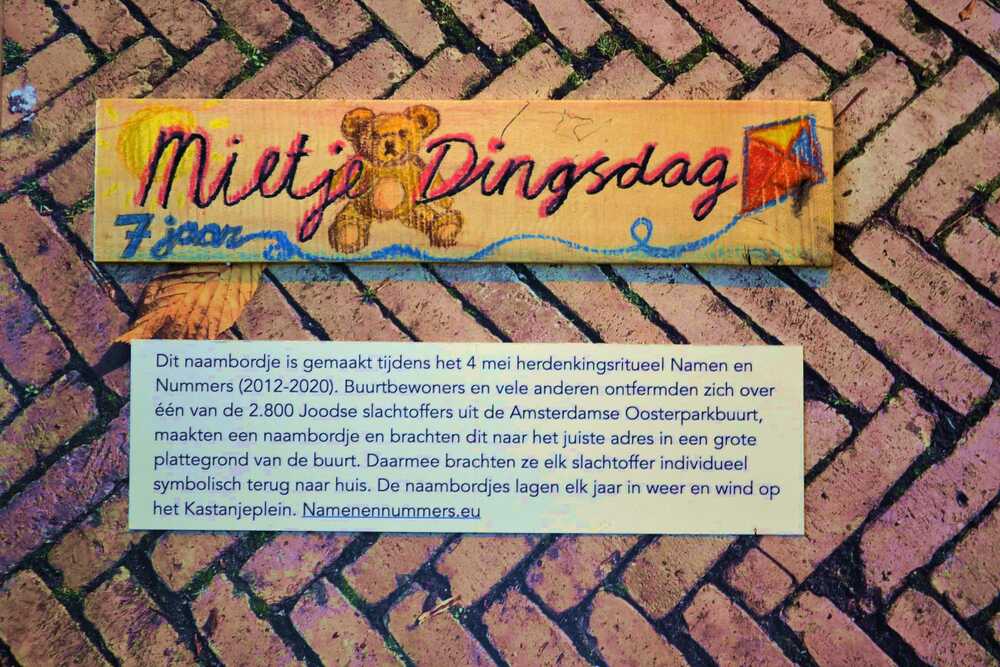 Mietje Dingsdag
7 jaar
Dit naambordje is gemaakt tijdens het 4 mei herdenkingsritueel Namen en
Nummers (2012-2020). Buurtbewoners en vele anderen ontfermden zich over
één van de 2.800 Joodse slachtoffers uit de Amsterdamse Oosterparkbuurt,
maakten een naambordje en brachten dit naar het juiste adres in een grote
plattegrond van de buurt. Daarmee brachten ze elk slachtoffer individueel
symbolisch terug naar huis. De naambordjes lagen elk jaar in weer en wind op
het Kastanjeplein. Namenennummers.eu